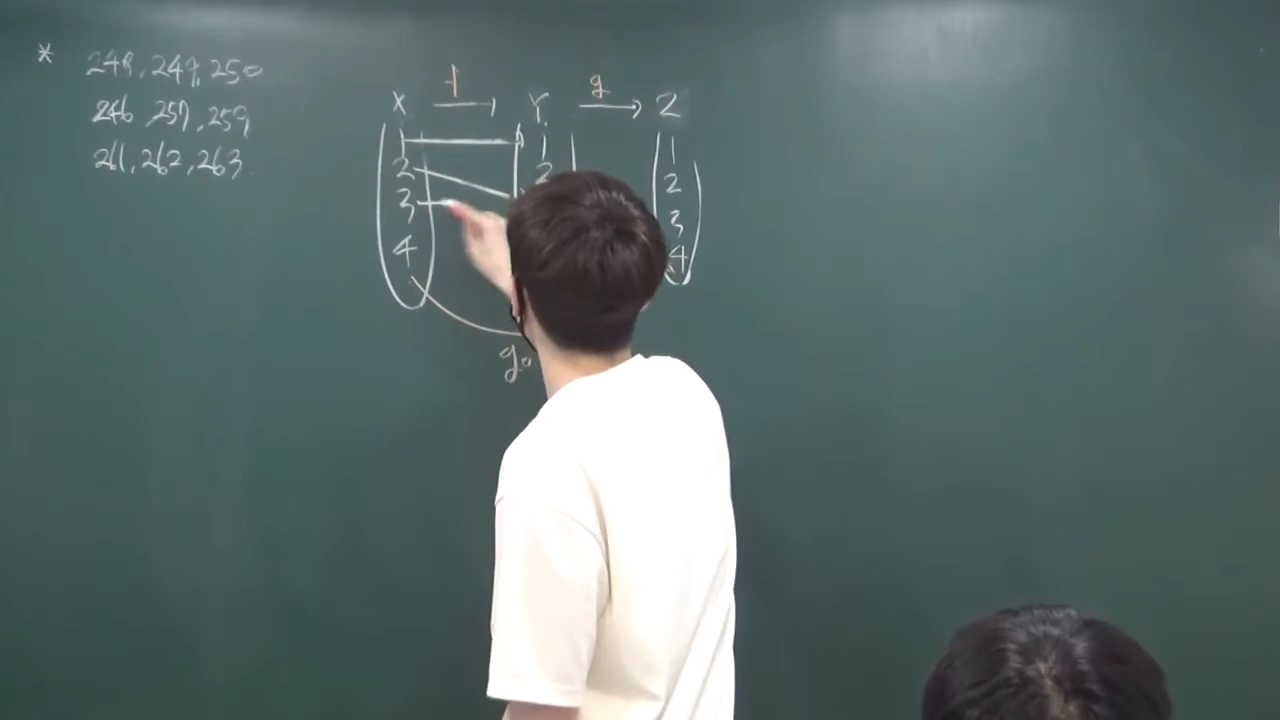 * 248, 249, 250
246, 257, 259
261, 262, 263
f g
X → Y → Z
1 1 1
2 2 2
3 3
4 4
g